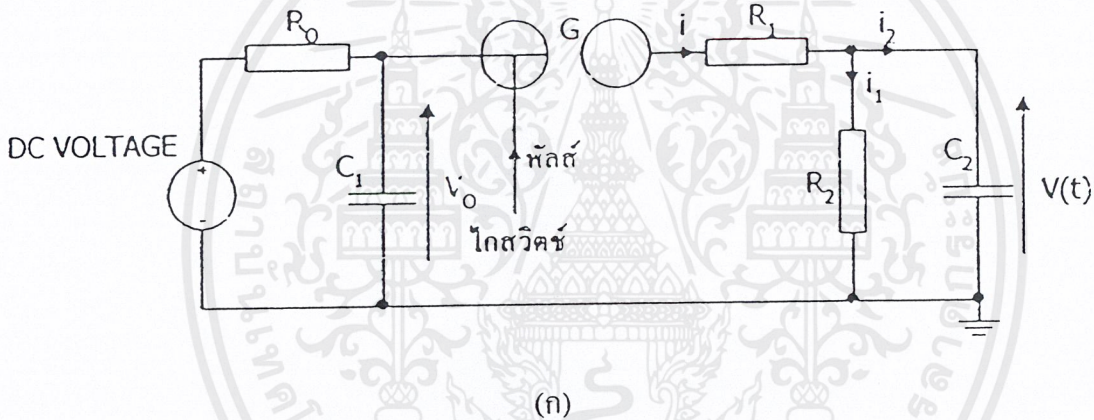 R₀
G
i
R₁
i₂
i₁
DC VOLTAGE
+
-
C₁
V₀
พัลส์
ไกสวิตช์
R₂
C₂
V(t)
(ก)